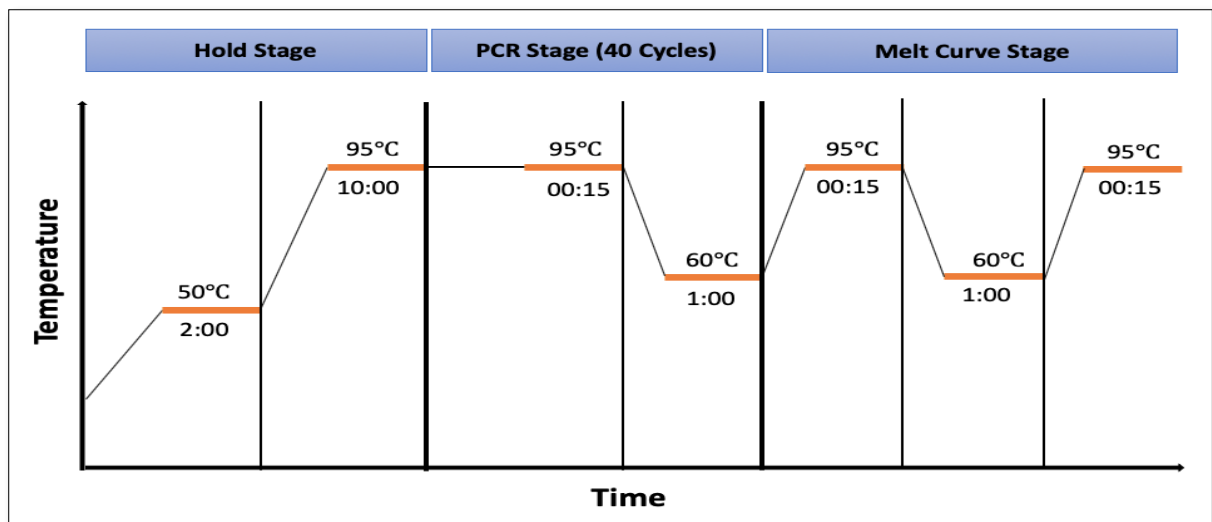 Hold Stage
PCR Stage (40 Cycles)
Melt Curve Stage
Temperature
50°C
2:00
95°C
10:00
95°C
00:15
60°C
1:00
95°C
00:15
60°C
1:00
95°C
00:15
Time